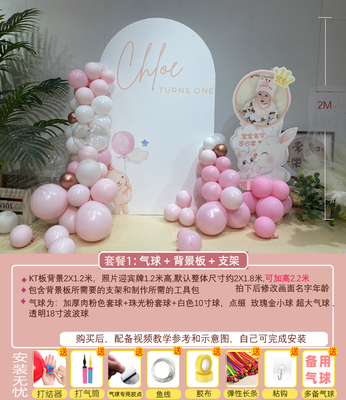 Chloe
TURNS ONE
2M
套餐1：气球＋背景板＋支架
KT板背景2X1.2米、照片迎宾牌1.2米高,默认整体尺寸约2X1.8米,可加高2.2米
拍下后修改画面名字年龄
包含背景板所需要的支架和制作所需的工具包
气球为：加厚肉粉色套球+珠光粉套球+白色10寸球．点缀 玫瑰金小球 超大气球．
透明18寸波波球
购买后，配备视频教学参考和示意图，自己可完成安装
安装无忧
送 送 送 送 送 送 送 送
备用
气球
打结器 打气筒 气球专用胶点 鱼线 胶布 弹性长条 粘钩 多备气球